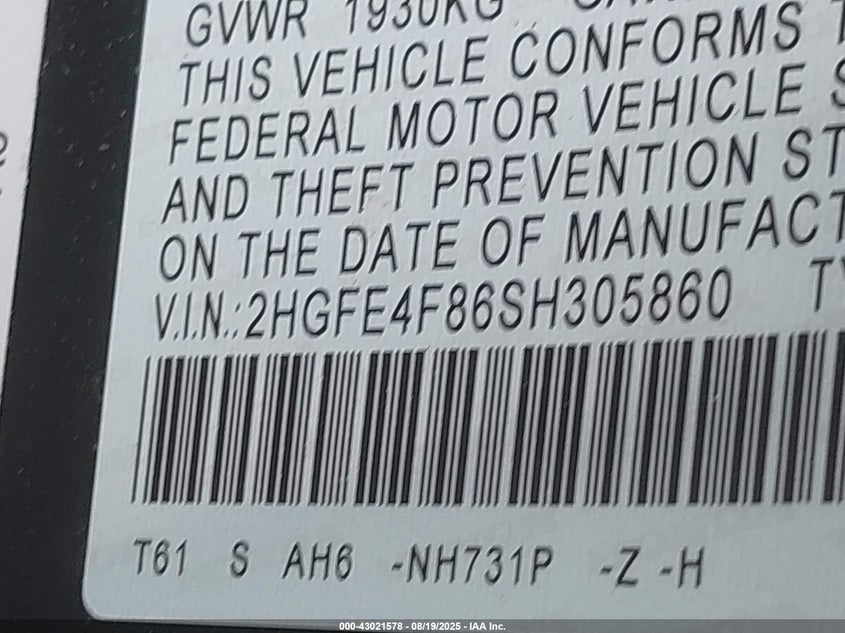 GVWR 1930KG
THIS VEHICLE CONFORMS
FEDERAL MOTOR VEHICLE
AND THEFT PREVENTION ST
ON THE DATE OF MANUFACT
V.I.N.:2HGFE4F86SH305860 TY
T61 S AH6 -NH731P -Z -H
000-43021578 - 08/19/2025 - IAA Inc.